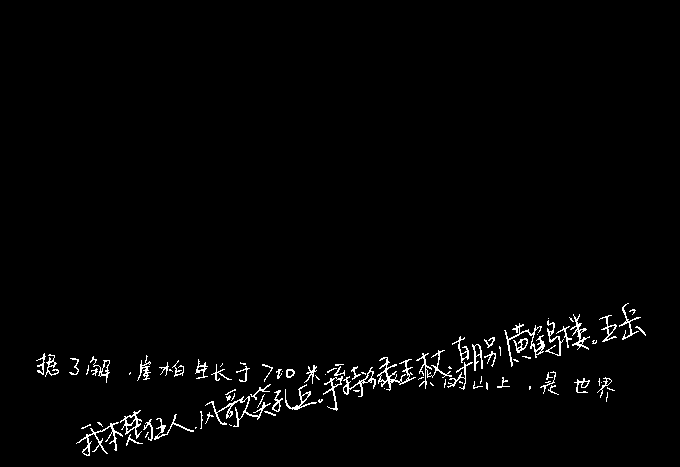 据了解，崖柏生长于700米的山上，是世界
我本楚狂人，风歌笑孔丘。手持绿玉杖，朝别黄鹤楼。五岳